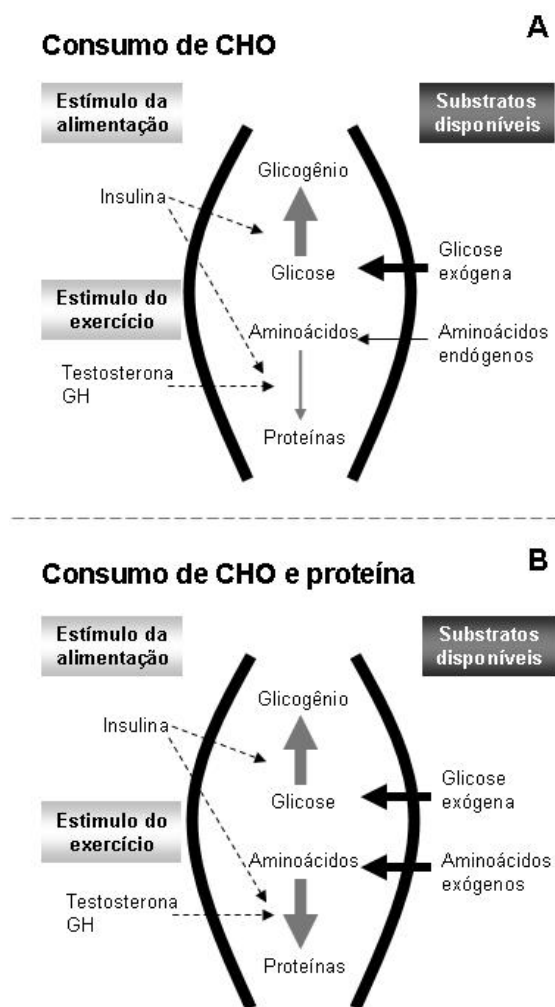 A
Consumo de CHO
Estímulo da
alimentação
Substratos
disponíveis
Glicogênio
Insulina
Glicose
Glicose
exógena
Estimulo do
exercício
Aminoácidos
Aminoácidos
endógenos
Testosterona
GH
Proteínas
B
Consumo de CHO e proteína
Estímulo da
alimentação
Substratos
disponíveis
Glicogênio
Insulina
Glicose
Glicose
exógena
Estimulo do
exercício
Aminoácidos
Aminoácidos
exógenos
Testosterona
GH
Proteínas